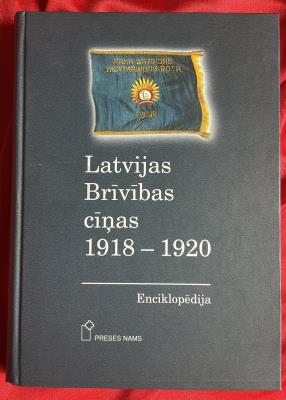 Latvijas
Brīvības
cīņas
1918 – 1920
Enciklopēdija
PRESES NAMS